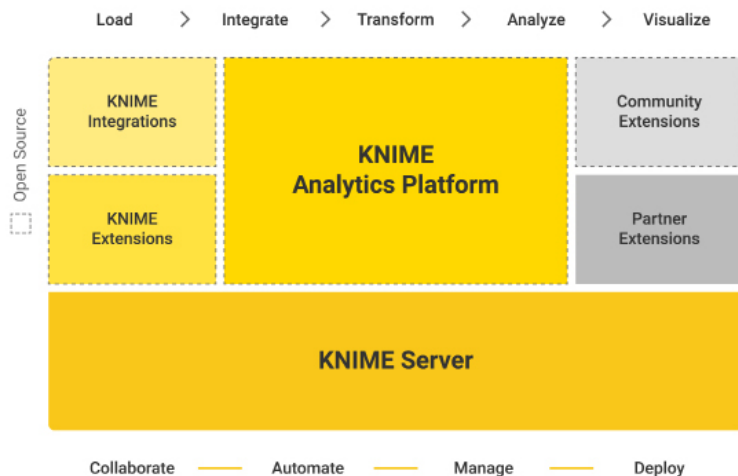 Load > Integrate > Transform > Analyze > Visualize
Open Source
KNIME
Integrations
KNIME
Extensions
KNIME
Analytics Platform
Community
Extensions
Partner
Extensions
KNIME Server
Collaborate Automate Manage Deploy